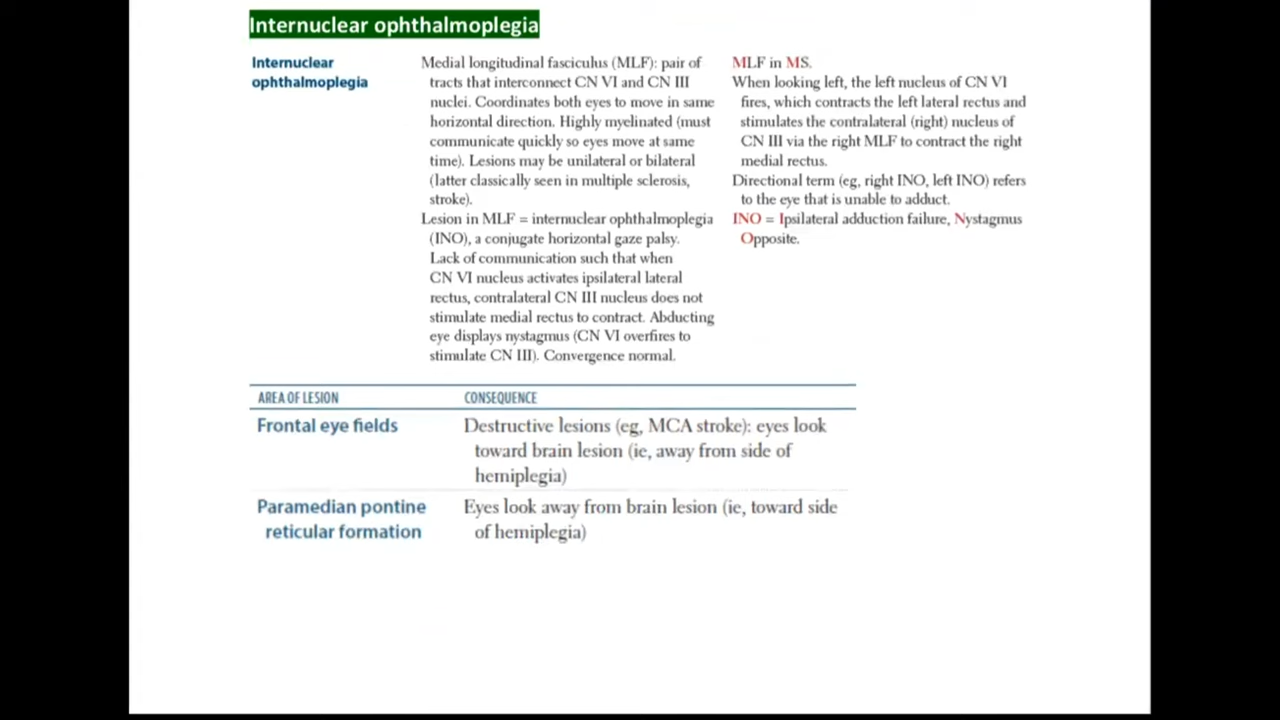 Internuclear ophthalmoplegia
Internuclear
ophthalmoplegia
Medial longitudinal fasciculus (MLF): pair of
tracts that interconnect CN VI and CN III
nuclei. Coordinates both eyes to move in same
horizontal direction. Highly myelinated (must
communicate quickly so eyes move at same
time). Lesions may be unilateral or bilateral
(latter classically seen in multiple sclerosis,
stroke).
Lesion in MLF = internuclear ophthalmoplegia
(INO), a conjugate horizontal gaze palsy.
Lack of communication such that when
CN VI nucleus activates ipsilateral lateral
rectus, contralateral CN III nucleus does not
stimulate medial rectus to contract. Abducting
eye displays nystagmus (CN VI overfires to
stimulate CN III). Convergence normal.
MLF in MS.
When looking left, the left nucleus of CN VI
fires, which contracts the left lateral rectus and
stimulates the contralateral (right) nucleus of
CN III via the right MLF to contract the right
medial rectus.
Directional term (eg, right INO, left INO) refers
to the eye that is unable to adduct.
INO = Ipsilateral adduction failure, Nystagmus
Opposite.
AREA OF LESION
CONSEQUENCE
Frontal eye fields
Destructive lesions (eg, MCA stroke): eyes look
toward brain lesion (ie, away from side of
hemiplegia)
Paramedian pontine
reticular formation
Eyes look away from brain lesion (ie, toward side
of hemiplegia)